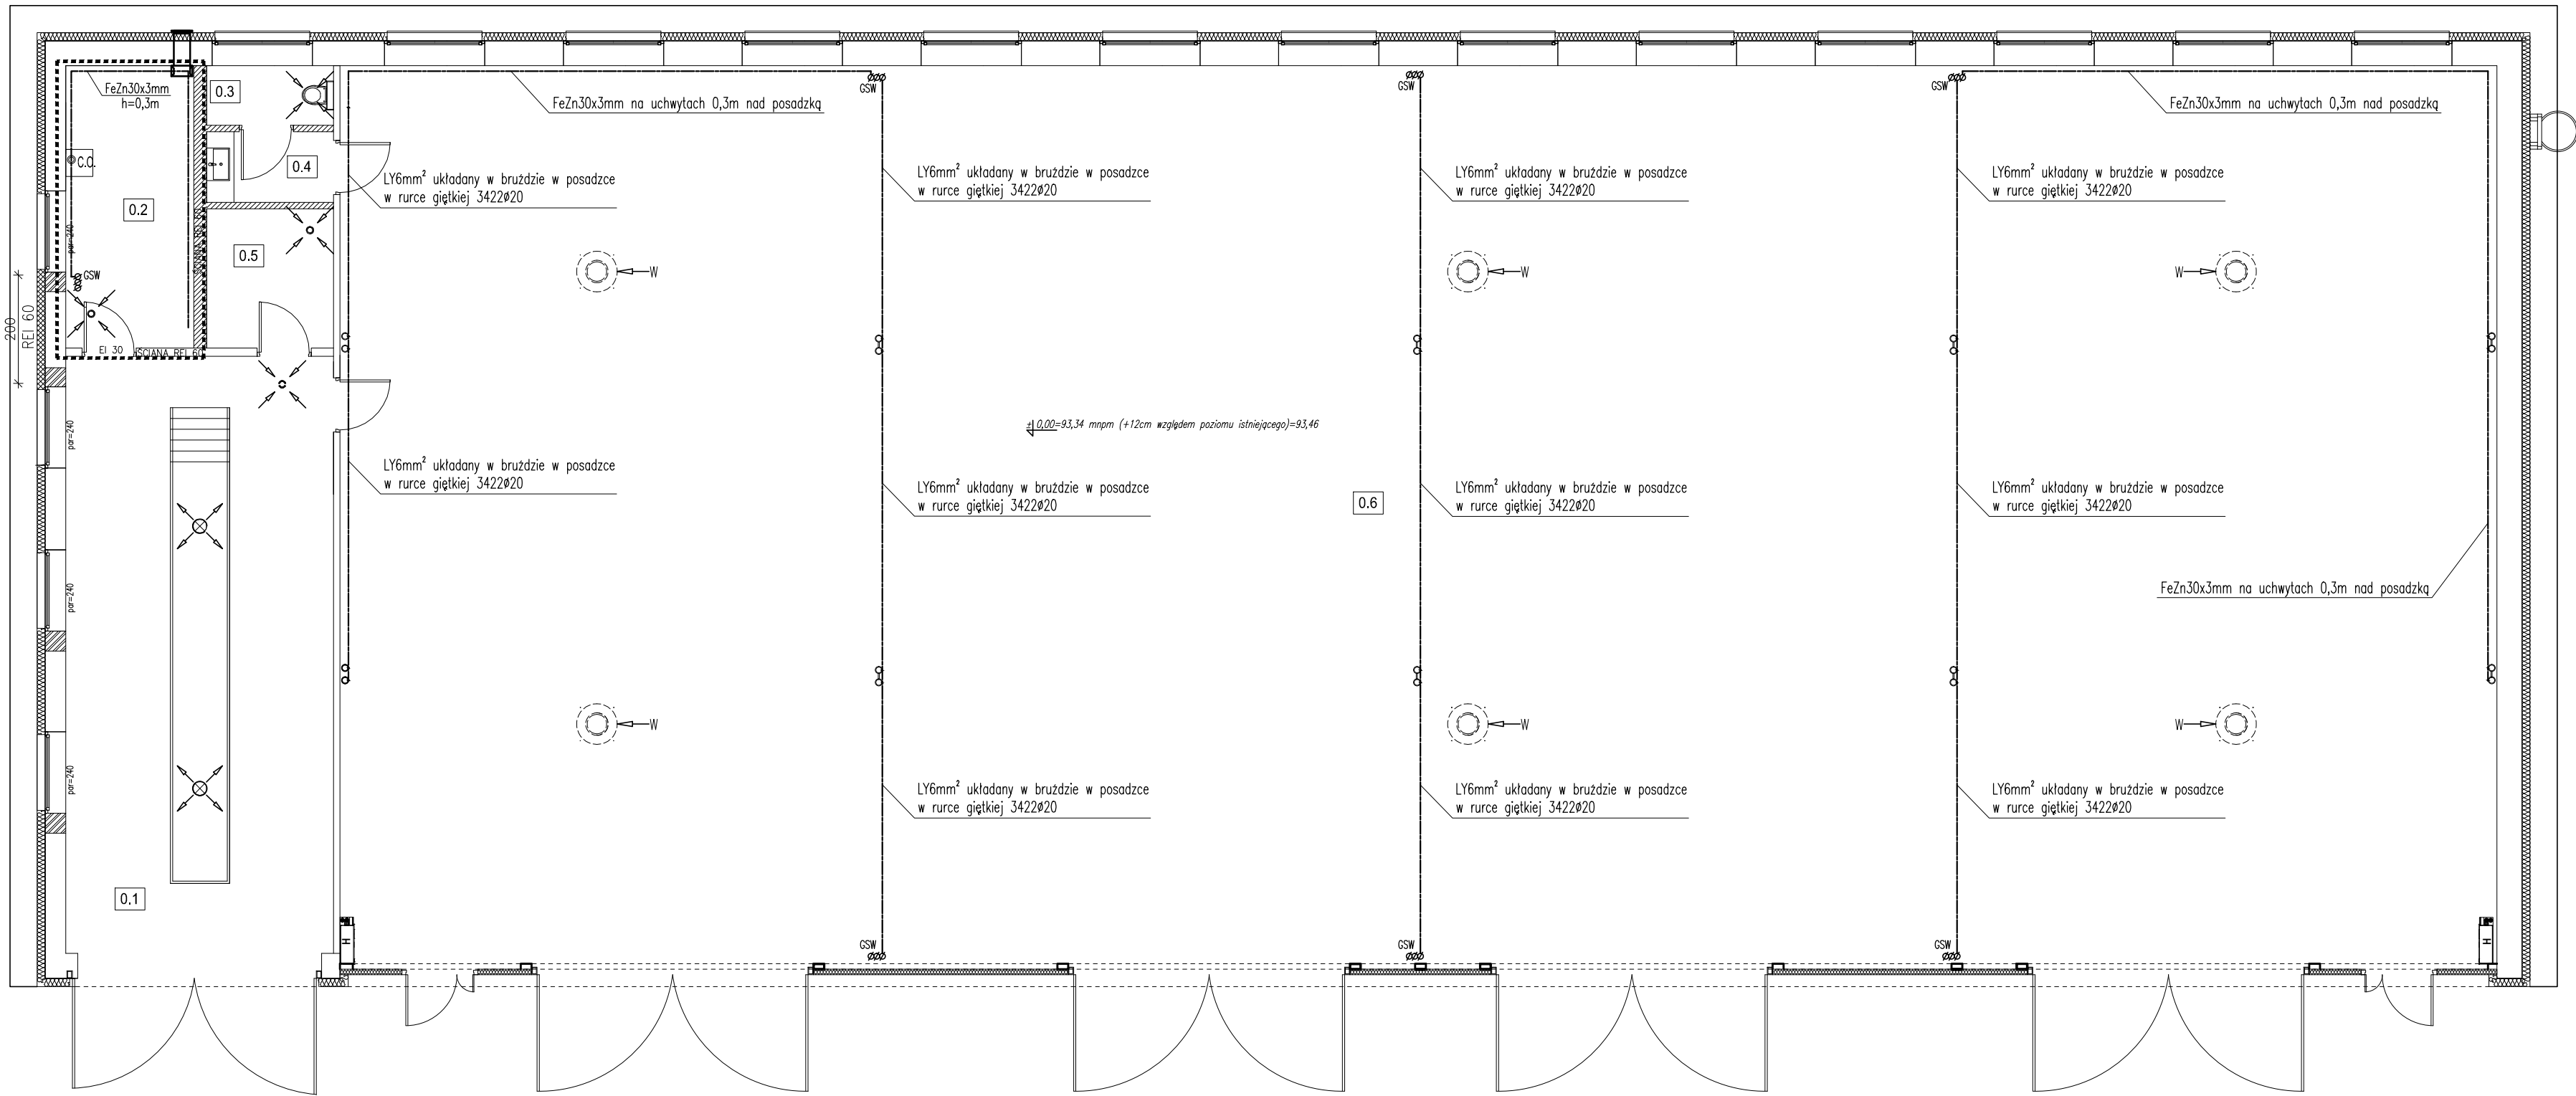 FeZn30x3mm
h=0,3m
0.3
GSW
FeZn30x3mm na uchwytach 0,3m nad posadzką
GSW
GSW
FeZn30x3mm na uchwytach 0,3m nad posadzką
C.O.
0.4
LY6mm² układany w bruździe w posadzce
w rurce giętkiej 3422ø20
LY6mm² układany w bruździe w posadzce
w rurce giętkiej 3422ø20
LY6mm² układany w bruździe w posadzce
w rurce giętkiej 3422ø20
LY6mm² układany w bruździe w posadzce
w rurce giętkiej 3422ø20
0.2
par=240
ŚCIANA REI 60
0.5
GSW
W
W
W
200
REI 60
EI 30
ŚCIANA REI 60
par=240
±0,00=93,34 mnpm (+12cm względem poziomu istniejącego)=93,46
LY6mm² układany w bruździe w posadzce
w rurce giętkiej 3422ø20
LY6mm² układany w bruździe w posadzce
w rurce giętkiej 3422ø20
0.6
LY6mm² układany w bruździe w posadzce
w rurce giętkiej 3422ø20
LY6mm² układany w bruździe w posadzce
w rurce giętkiej 3422ø20
par=240
FeZn30x3mm na uchwytach 0,3m nad posadzką
W
W
W
par=240
LY6mm² układany w bruździe w posadzce
w rurce giętkiej 3422ø20
LY6mm² układany w bruździe w posadzce
w rurce giętkiej 3422ø20
LY6mm² układany w bruździe w posadzce
w rurce giętkiej 3422ø20
0.1
H
GSW
GSW
GSW
H